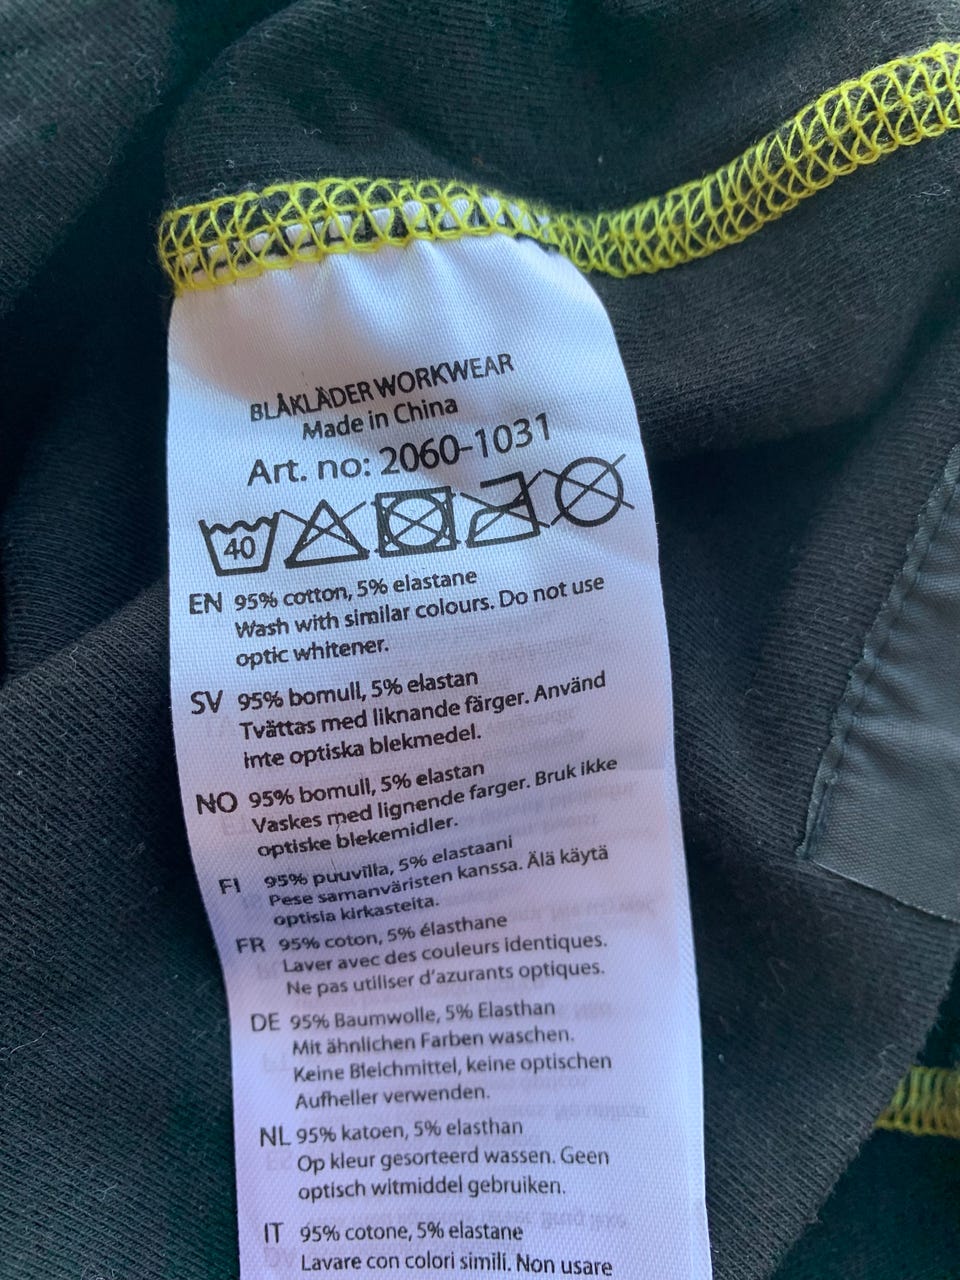 BLÅKLÄDER WORKWEAR
Made in China
Art. no: 2060-1031
40
EN 95% cotton, 5% elastane
Wash with similar colours. Do not use
optic whitener.
SV 95% bomull, 5% elastan
Tvättas med liknande färger. Använd
inte optiska blekmedel.
NO 95% bomull, 5% elastan
Vaskes med lignende farger. Bruk ikke
optiske blekemidler.
FI 95% puuvilla, 5% elastaani
Pese samanväristen kanssa. Älä käytä
optisia kirkasteita.
FR 95% coton, 5% élasthane
Laver avec des couleurs identiques.
Ne pas utiliser d'azurants optiques.
DE 95% Baumwolle, 5% Elasthan
Mit ähnlichen Farben waschen.
Keine Bleichmittel, keine optischen
Aufheller verwenden.
NL 95% katoen, 5% elasthan
Op kleur gesorteerd wassen. Geen
optisch witmiddel gebruiken.
IT 95% cotone, 5% elastane
Lavare con colori simili. Non usare